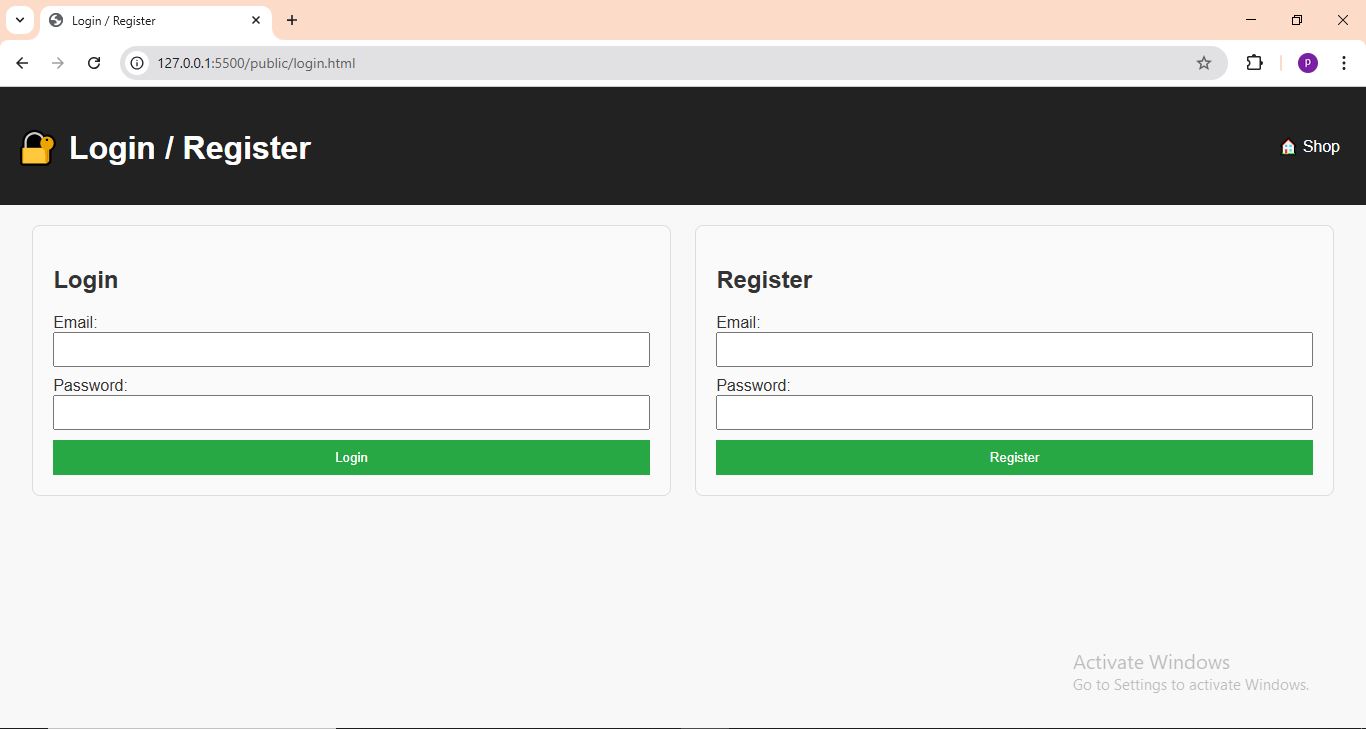 Login / Register
127.0.0.1:5500/public/login.html
P
Login / Register
Shop
Login
Email:
Password:
Login
Register
Email:
Password:
Register
Activate Windows
Go to Settings to activate Windows.